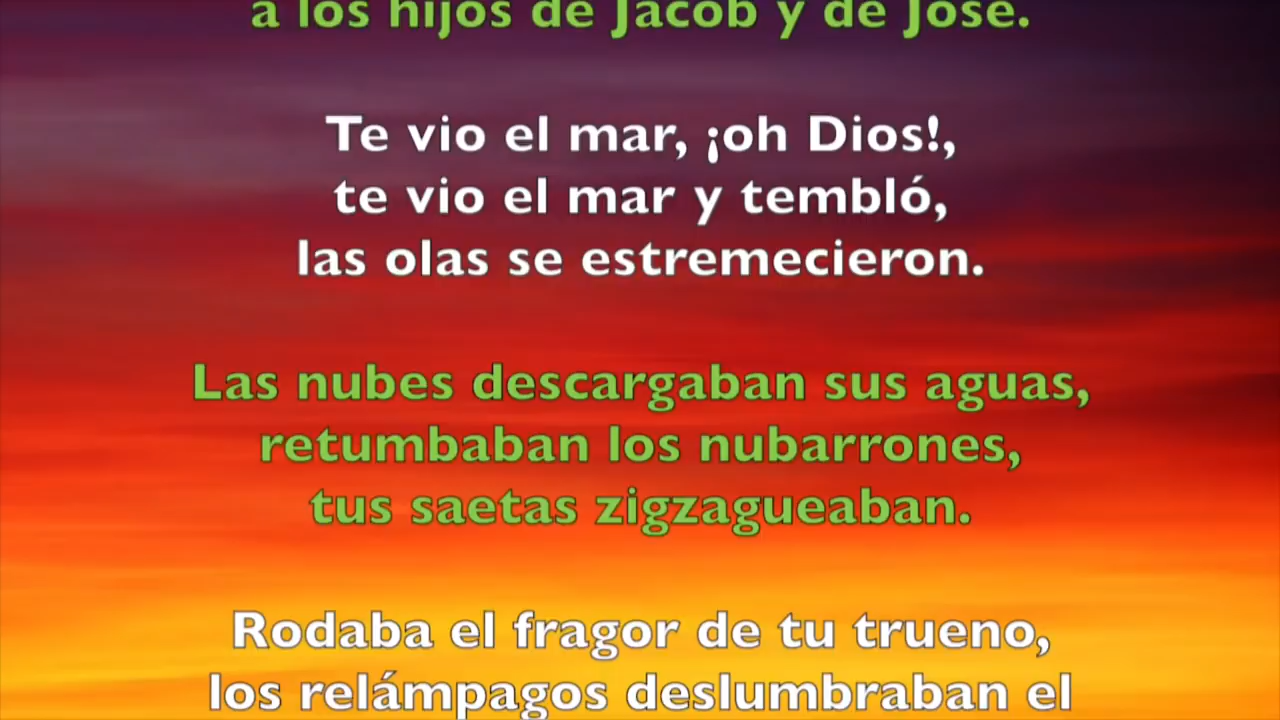 a los hijos de Jacob y de José.
Te vio el mar, ¡oh Dios!,
te vio el mar y tembló,
las olas se estremecieron.
Las nubes descargaban sus aguas,
retumbaban los nubarrones,
tus saetas zigzagueaban.
Rodaba el fragor de tu trueno,
los relámpagos deslumbraban el